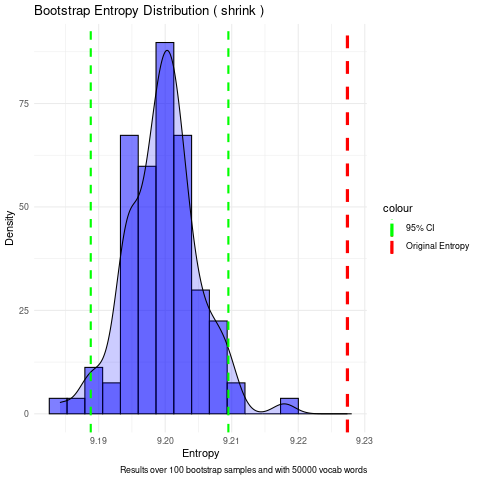 Bootstrap Entropy Distribution ( shrink )
Density
75
50
25
0
9.19
9.20
9.21
9.22
9.23
Entropy
colour
95% CI
Original Entropy
Results over 100 bootstrap samples and with 50000 vocab words